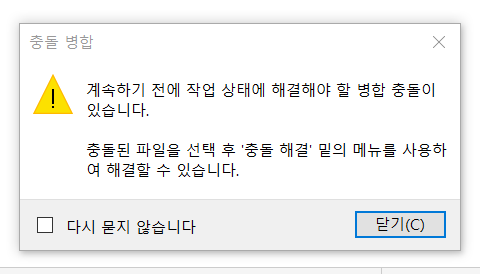 충돌 병합
계속하기 전에 작업 상태에 해결해야 할 병합 충돌이
있습니다.
충돌된 파일을 선택 후 '충돌 해결' 밑의 메뉴를 사용하
여 해결할 수 있습니다.
다시 묻지 않습니다
닫기(C)